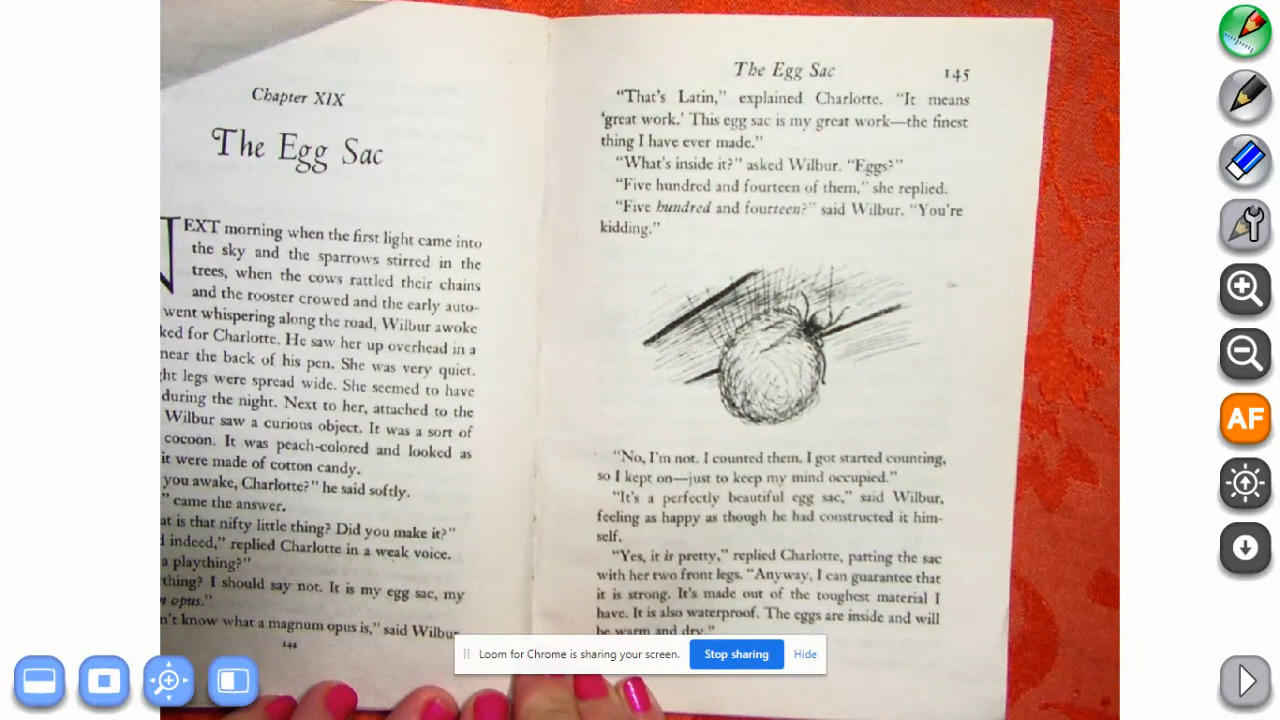 Chapter XIX
The Egg Sac
EXT morning when the first light came into
the sky and the sparrows stirred in the
trees, when the cows rattled their chains
and the rooster crowed and the early auto-
went whispering along the road, Wilbur awoke
ked for Charlotte. He saw her up overhead in a
near the back of his pen. She was very quiet.
ht legs were spread wide. She seemed to have
during the night. Next to her, attached to the
Wilbur saw a curious object. It was a sort of
cocoon. It was peach-colored and looked as
it were made of cotton candy.
you awake, Charlotte?" he said softly.
" came the answer.
at is that nifty little thing? Did you make it?"
d indeed," replied Charlotte in a weak voice.
a plaything?"
thing? I should say not. It is my egg sac, my
opus."
n't know what a magnum opus is," said Wilbur
144
The Egg Sac 145
"That's Latin," explained Charlotte. "It means
'great work.' This egg sac is my great work—the finest
thing I have ever made."
"What's inside it?" asked Wilbur. "Eggs?"
"Five hundred and fourteen of them," she replied.
"Five hundred and fourteen?" said Wilbur. "You're
kidding."
"No, I'm not. I counted them. I got started counting,
so I kept on—just to keep my mind occupied."
"It's a perfectly beautiful egg sac," said Wilbur,
feeling as happy as though he had constructed it him-
self.
"Yes, it is pretty," replied Charlotte, patting the sac
with her two front legs. "Anyway, I can guarantee that
it is strong. It's made out of the toughest material I
have. It is also waterproof. The eggs are inside and will
be warm and dry."
Loom for Chrome is sharing your screen. Stop sharing Hide
AF